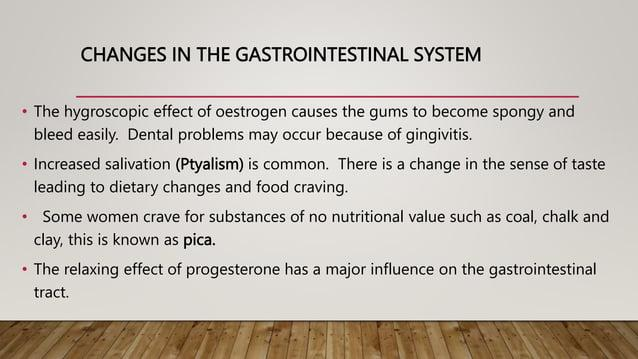 CHANGES IN THE GASTROINTESTINAL SYSTEM
• The hygroscopic effect of oestrogen causes the gums to become spongy and
bleed easily. Dental problems may occur because of gingivitis.
• Increased salivation (Ptyalism) is common. There is a change in the sense of taste
leading to dietary changes and food craving.
• Some women crave for substances of no nutritional value such as coal, chalk and
clay, this is known as pica.
• The relaxing effect of progesterone has a major influence on the gastrointestinal
tract.